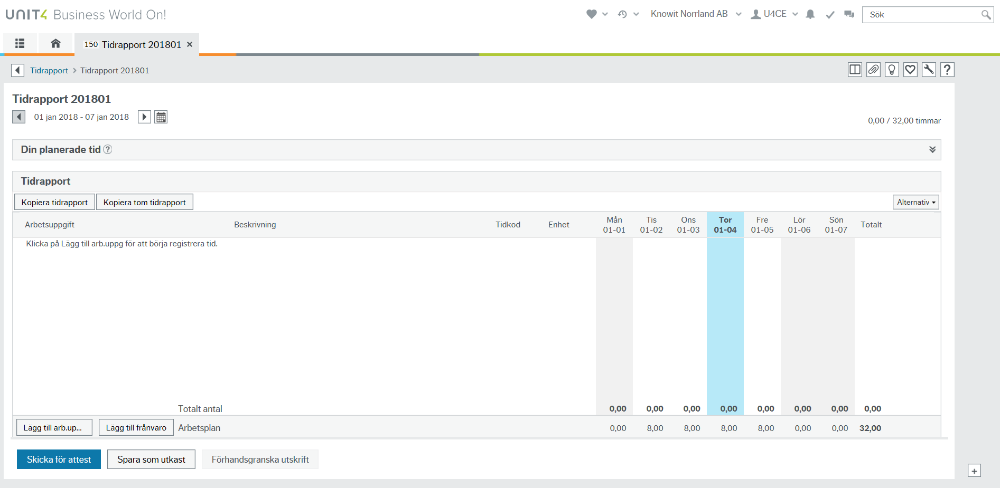 UNIT4 Business World On!
Knowit Norrland AB
U4CE
Sök
150 Tidrapport 201801
Tidrapport > Tidrapport 201801
Tidrapport 201801
01 jan 2018 - 07 jan 2018
0,00 / 32,00 timmar
Din planerade tid ?
Tidrapport
Kopiera tidrapport Kopiera tom tidrapport Alternativ
Arbetsuppgift Beskrivning Tidkod Enhet Mån 01-01 Tis 01-02 Ons 01-03 Tor 01-04 Fre 01-05 Lör 01-06 Sön 01-07 Totalt
Klicka på Lägg till arb.uppg för att börja registrera tid.
Totalt antal 0,00 0,00 0,00 0,00 0,00 0,00 0,00 0,00
Lägg till arb.up... Lägg till frånvaro Arbetsplan 0,00 8,00 8,00 8,00 8,00 0,00 0,00 32,00
Skicka för attest Spara som utkast Förhandsgranska utskrift